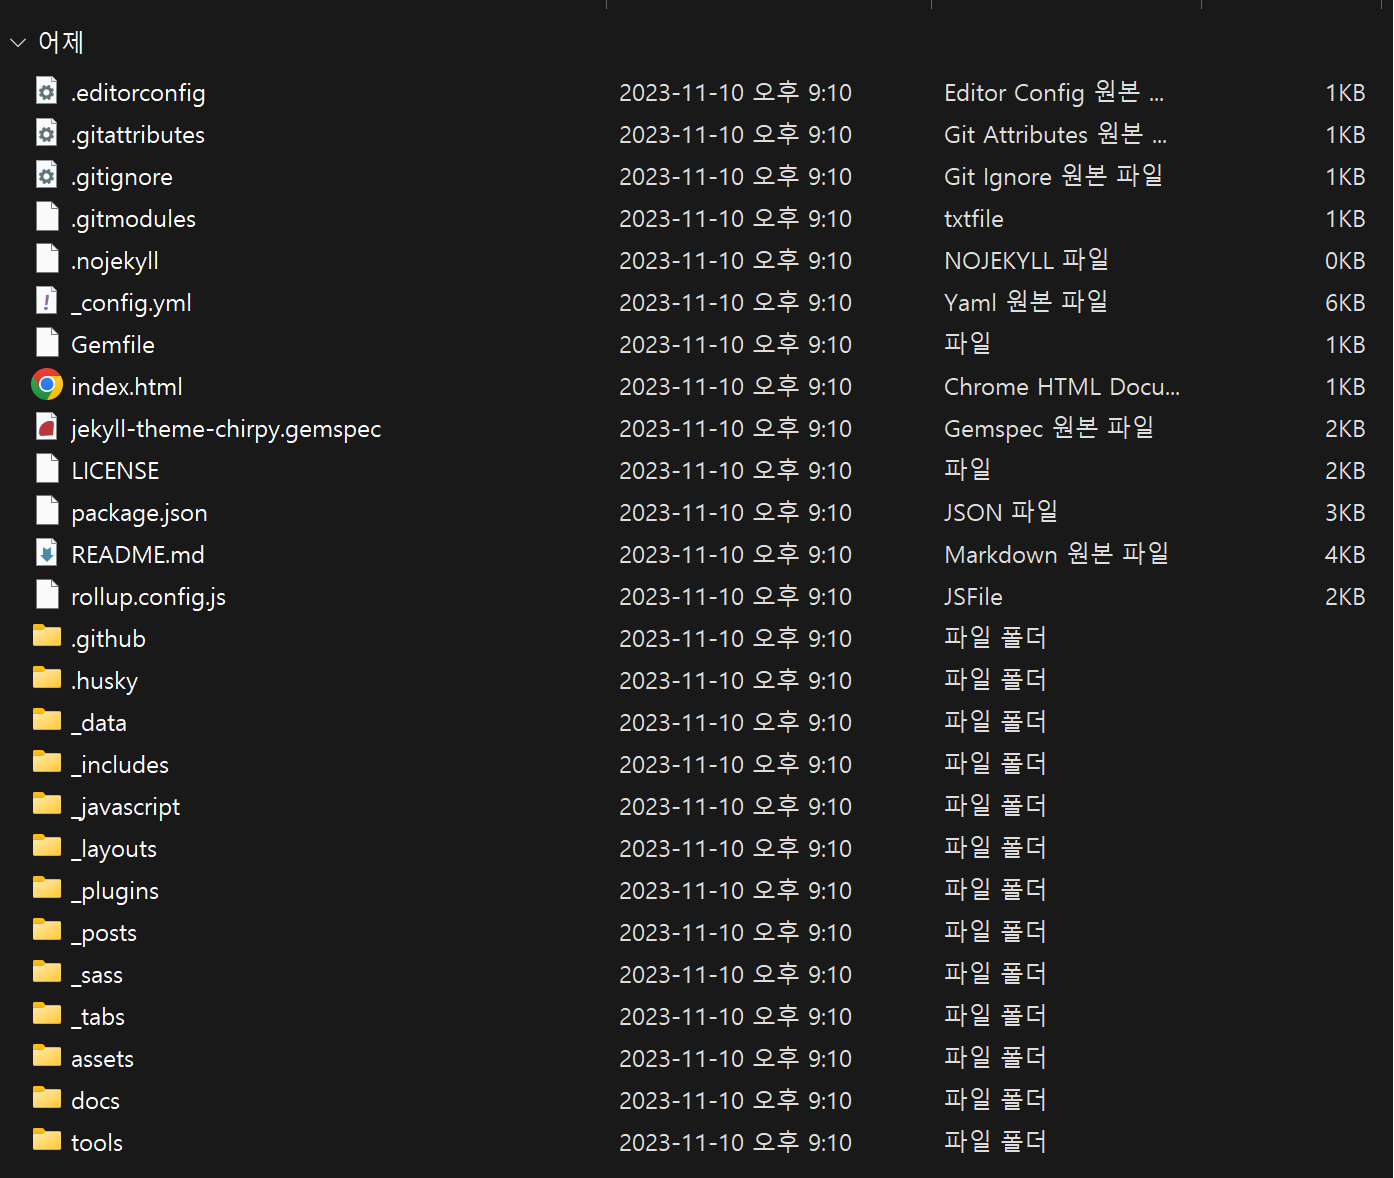 어제
.editorconfig 2023-11-10 오후 9:10 Editor Config 원본 ... 1KB
.gitattributes 2023-11-10 오후 9:10 Git Attributes 원본 ... 1KB
.gitignore 2023-11-10 오후 9:10 Git Ignore 원본 파일 1KB
.gitmodules 2023-11-10 오후 9:10 txtfile 1KB
.nojekyll 2023-11-10 오후 9:10 NOJEKYLL 파일 0KB
_config.yml 2023-11-10 오후 9:10 Yaml 원본 파일 6KB
Gemfile 2023-11-10 오후 9:10 파일 1KB
index.html 2023-11-10 오후 9:10 Chrome HTML Docu... 1KB
jekyll-theme-chirpy.gemspec 2023-11-10 오후 9:10 Gemspec 원본 파일 2KB
LICENSE 2023-11-10 오후 9:10 파일 2KB
package.json 2023-11-10 오후 9:10 JSON 파일 3KB
README.md 2023-11-10 오후 9:10 Markdown 원본 파일 4KB
rollup.config.js 2023-11-10 오후 9:10 JSFile 2KB
.github 2023-11-10 오후 9:10 파일 폴더
.husky 2023-11-10 오후 9:10 파일 폴더
_data 2023-11-10 오후 9:10 파일 폴더
_includes 2023-11-10 오후 9:10 파일 폴더
_javascript 2023-11-10 오후 9:10 파일 폴더
_layouts 2023-11-10 오후 9:10 파일 폴더
_plugins 2023-11-10 오후 9:10 파일 폴더
_posts 2023-11-10 오후 9:10 파일 폴더
_sass 2023-11-10 오후 9:10 파일 폴더
_tabs 2023-11-10 오후 9:10 파일 폴더
assets 2023-11-10 오후 9:10 파일 폴더
docs 2023-11-10 오후 9:10 파일 폴더
tools 2023-11-10 오후 9:10 파일 폴더